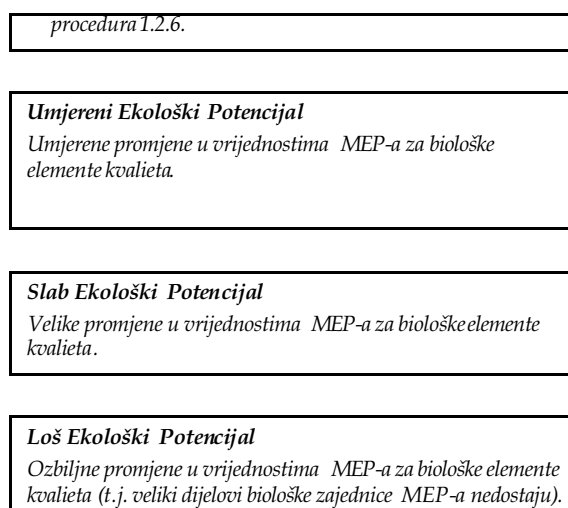 procedura 1.2.6.
Umjereni Ekološki Potencijal
Umjerene promjene u vrijednostima MEP-a za biološke
elemente kvalieta.
Slab Ekološki Potencijal
Velike promjene u vrijednostima MEP-a za biološke elemente
kvalieta.
Loš Ekološki Potencijal
Ozbiljne promjene u vrijednostima MEP-a za biološke elemente
kvalieta (t.j. veliki dijelovi biološke zajednice MEP-a nedostaju).